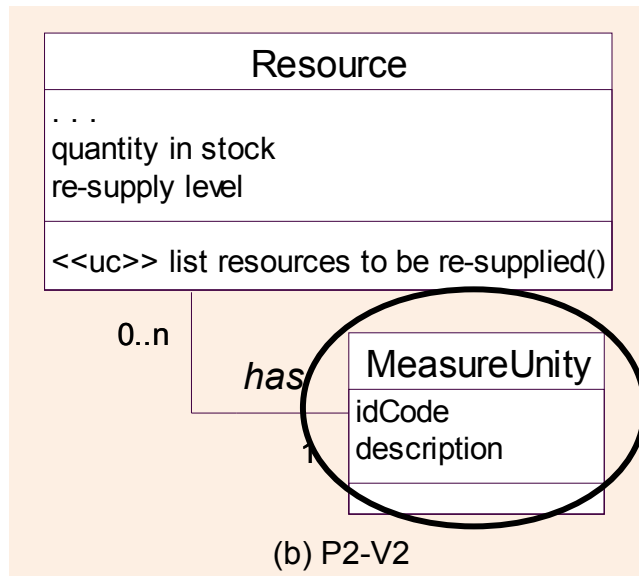 Resource
. . .
quantity in stock
re-supply level
<<uc>> list resources to be re-supplied()
0..n
has
MeasureUnity
idCode
description
1
(b) P2-V2